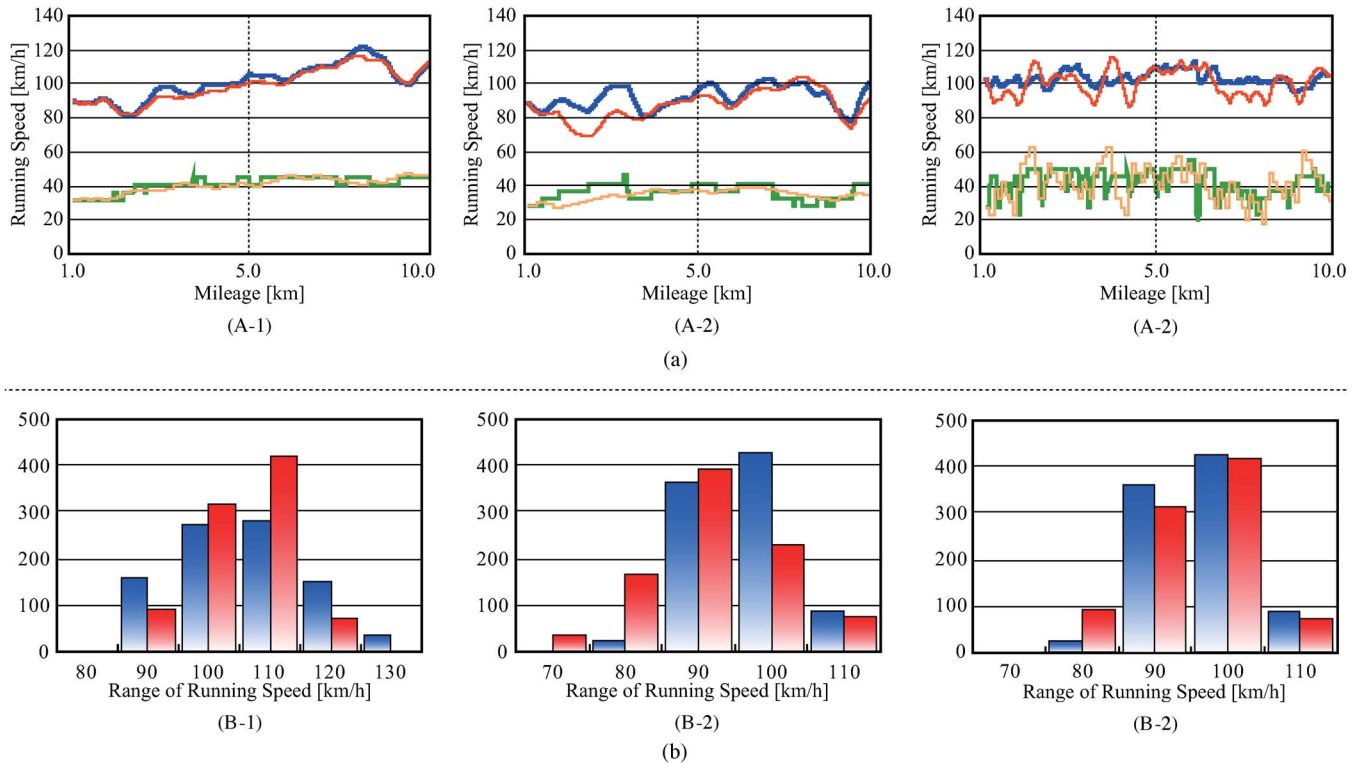 Running Speed [km/h]
140
120
100
80
60
40
20
0
1.0 5.0 10.0
Mileage [km]
(A-1)
Running Speed [km/h]
140
120
100
80
60
40
20
0
1.0 5.0 10.0
Mileage [km]
(A-2)
Running Speed [km/h]
140
120
100
80
60
40
20
0
1.0 5.0 10.0
Mileage [km]
(A-2)
(a)
500
400
300
200
100
0
80 90 100 110 120 130
Range of Running Speed [km/h]
(B-1)
500
400
300
200
100
0
70 80 90 100 110
Range of Running Speed [km/h]
(B-2)
500
400
300
200
100
0
70 80 90 100 110
Range of Running Speed [km/h]
(B-2)
(b)